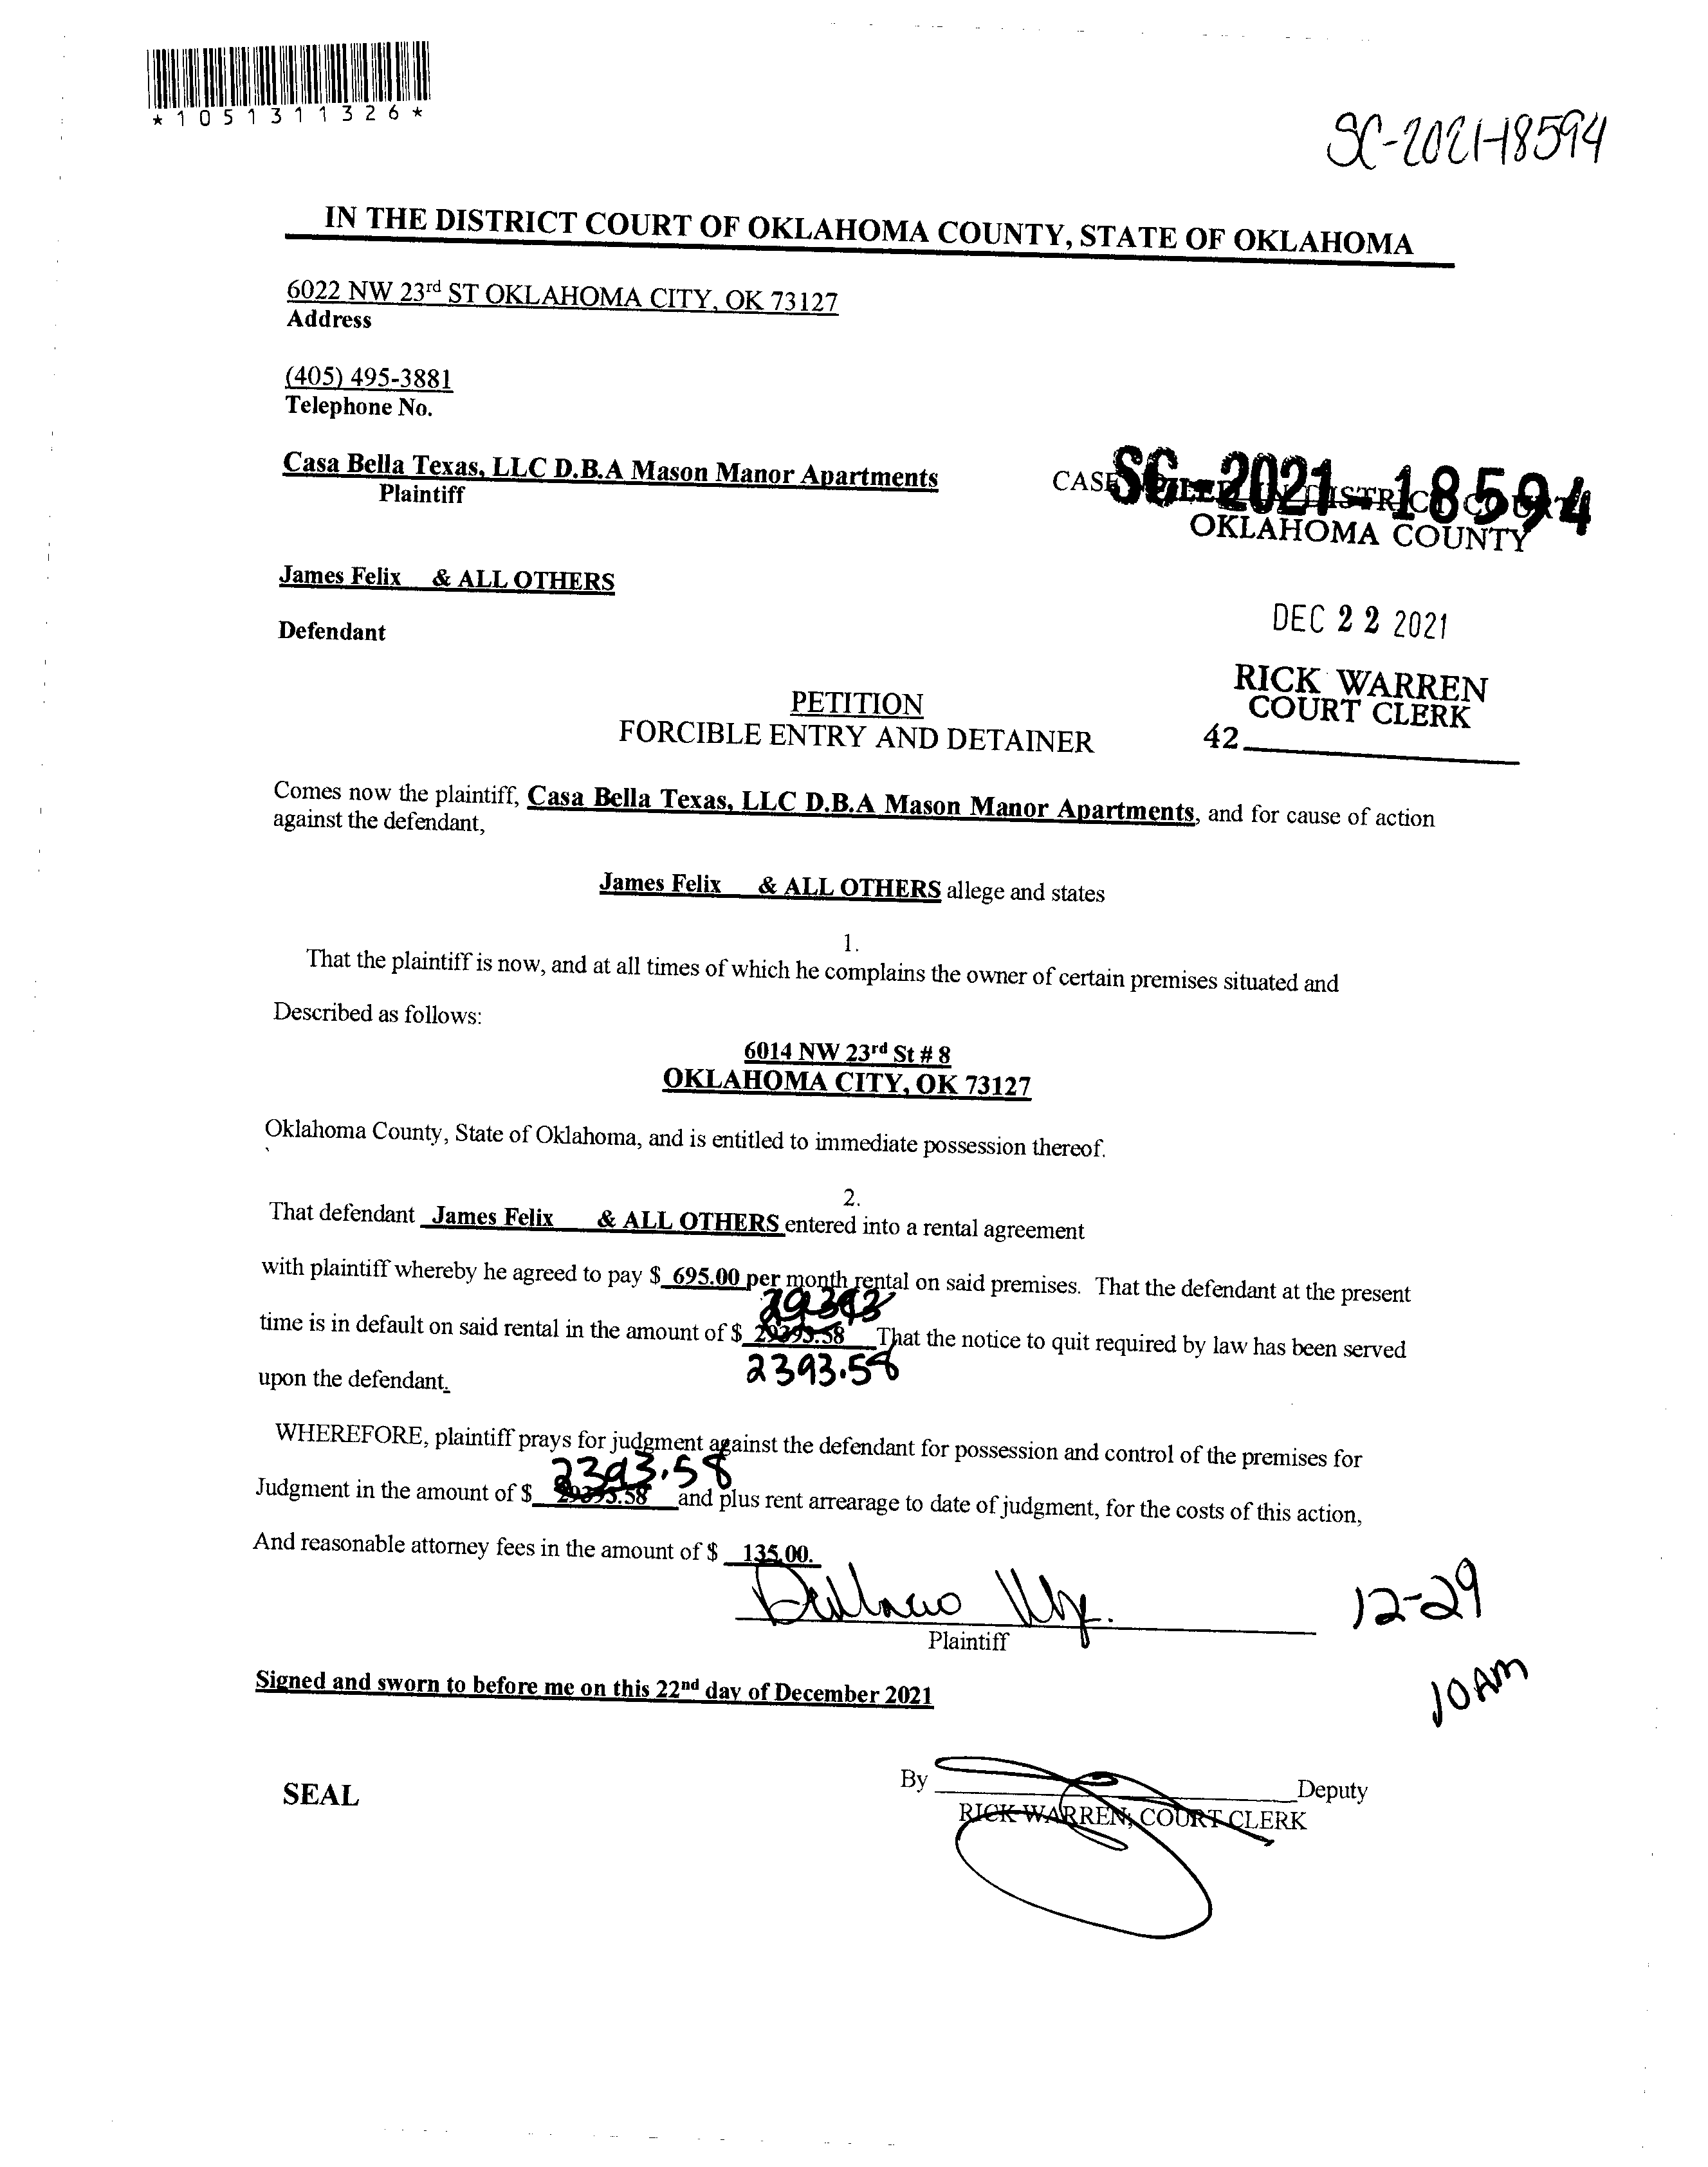 *1051311326*
SC-2021-18594
IN THE DISTRICT COURT OF OKLAHOMA COUNTY, STATE OF OKLAHOMA
6022 NW 23rd ST OKLAHOMA CITY, OK 73127
Address
(405) 495-3881
Telephone No.
Casa Bella Texas, LLC D.B.A Mason Manor Apartments
Plaintiff
CASE SC-2021-18594
FILED IN DISTRICT COURT
OKLAHOMA COUNTY
James Felix & ALL OTHERS
Defendant
DEC 22 2021
RICK WARREN
COURT CLERK
42
PETITION
FORCIBLE ENTRY AND DETAINER
Comes now the plaintiff, Casa Bella Texas, LLC D.B.A Mason Manor Apartments, and for cause of action
against the defendant,
James Felix & ALL OTHERS allege and states
1.
That the plaintiff is now, and at all times of which he complains the owner of certain premises situated and
Described as follows:
6014 NW 23rd St # 8
OKLAHOMA CITY, OK 73127
Oklahoma County, State of Oklahoma, and is entitled to immediate possession thereof.
2.
That defendant James Felix & ALL OTHERS entered into a rental agreement
with plaintiff whereby he agreed to pay $ 695.00 per month rental on said premises. That the defendant at the present
29393
time is in default on said rental in the amount of $ 29393.58 That the notice to quit required by law has been served
2393.58
upon the defendant.
WHEREFORE, plaintiff prays for judgment against the defendant for possession and control of the premises for
2393.58
Judgment in the amount of $ 29393.58 and plus rent arrearage to date of judgment, for the costs of this action,
And reasonable attorney fees in the amount of $ 135.00.
Plaintiff
12-29
10AM
Signed and sworn to before me on this 22nd day of December 2021
SEAL
By Deputy
RICK WARREN, COURT CLERK